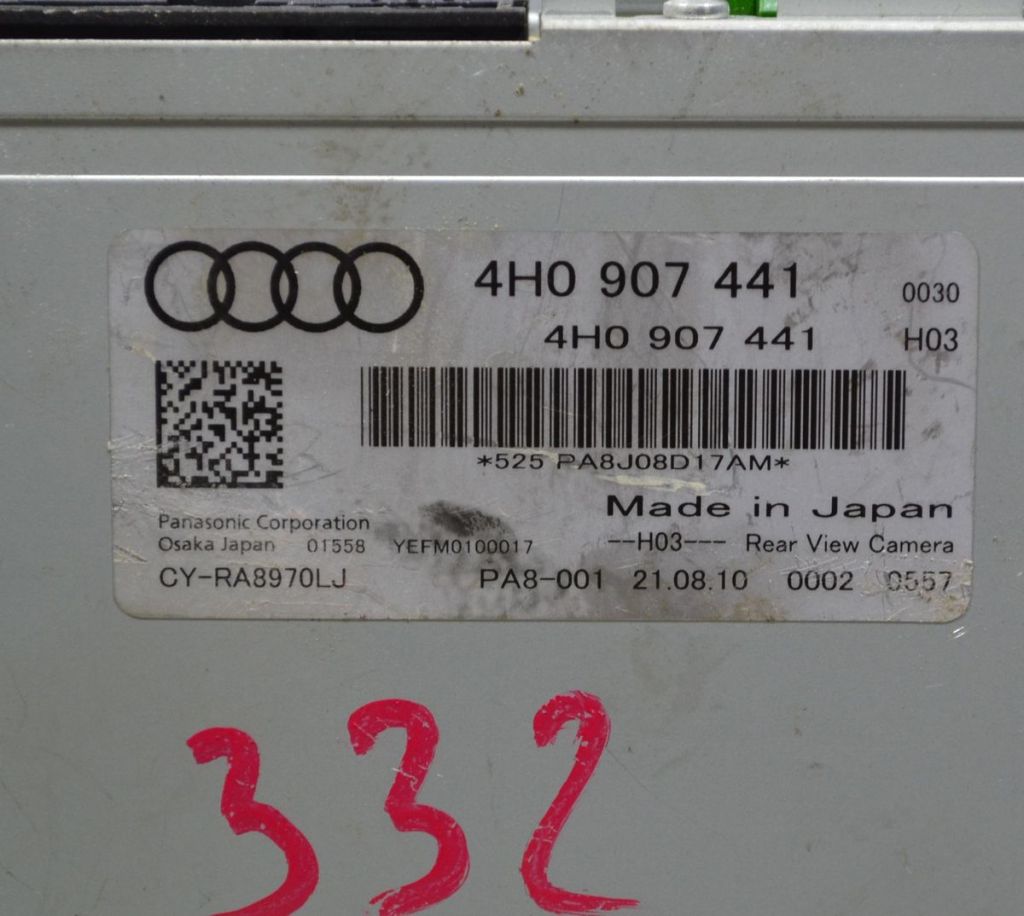 4H0 907 441 0030
4H0 907 441 H03
*525 PA8J08D17AM*
Made in Japan
Panasonic Corporation
Osaka Japan 01558 YEFM0100017 --H03--- Rear View Camera
CY-RA8970LJ PA8-001 21.08.10 0002 0557
332